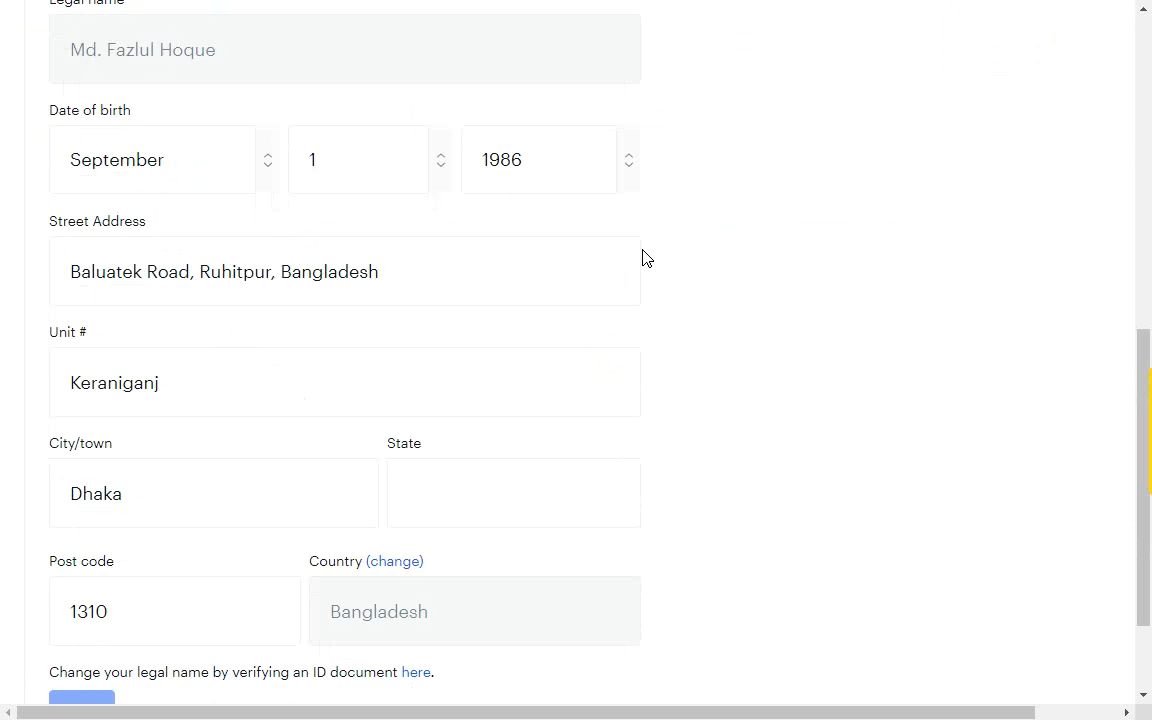 Legal name
Md. Fazlul Hoque
Date of birth
September 1 1986
Street Address
Baluatek Road, Ruhitpur, Bangladesh
Unit #
Keraniganj
City/town State
Dhaka
Post code Country (change)
1310 Bangladesh
Change your legal name by verifying an ID document here.